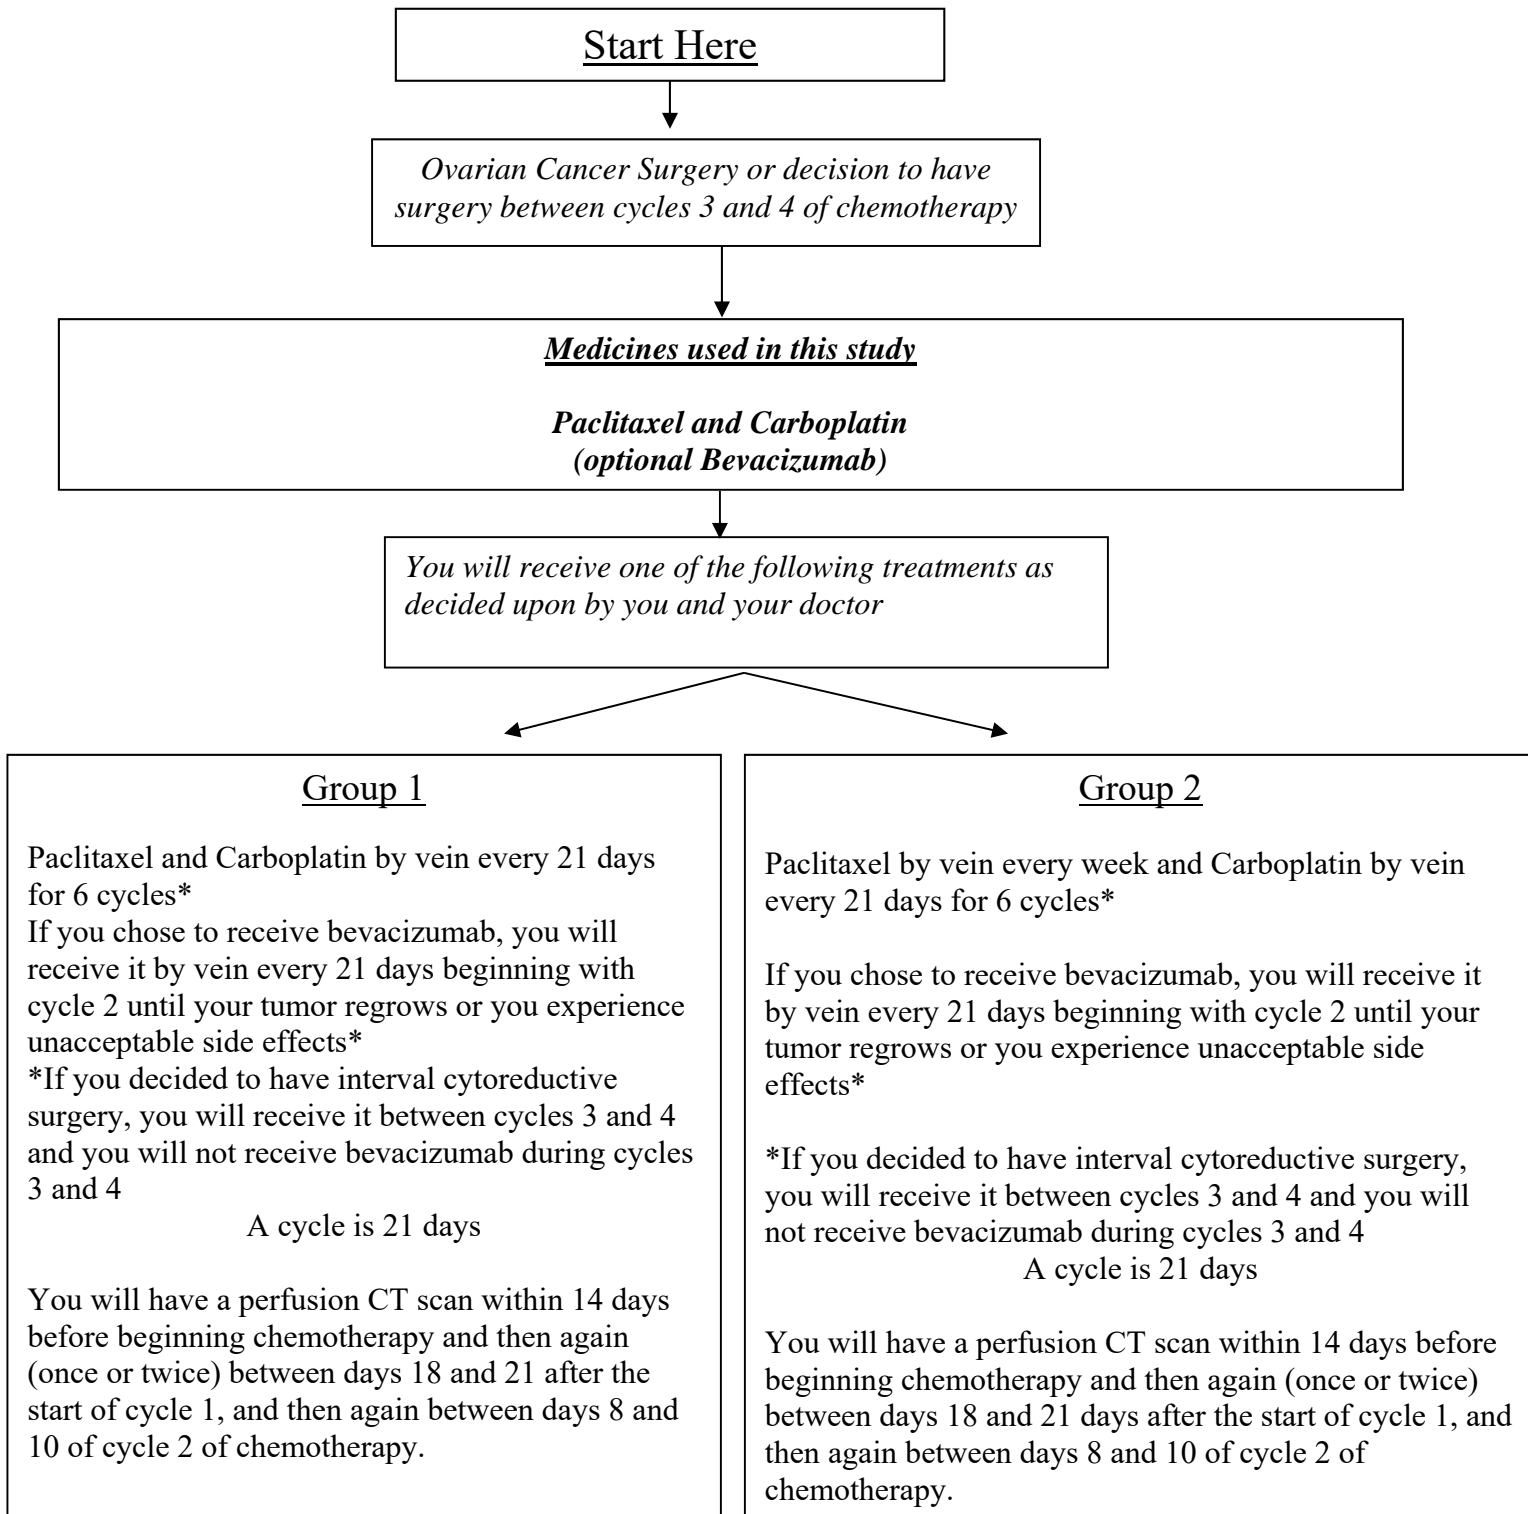 Start Here
Ovarian Cancer Surgery or decision to have
surgery between cycles 3 and 4 of chemotherapy
Medicines used in this study
Paclitaxel and Carboplatin
(optional Bevacizumab)
You will receive one of the following treatments as
decided upon by you and your doctor
Group 1
Paclitaxel and Carboplatin by vein every 21 days
for 6 cycles*
If you chose to receive bevacizumab, you will
receive it by vein every 21 days beginning with
cycle 2 until your tumor regrows or you experience
unacceptable side effects*
*If you decided to have interval cytoreductive
surgery, you will receive it between cycles 3 and 4
and you will not receive bevacizumab during cycles
3 and 4
A cycle is 21 days
You will have a perfusion CT scan within 14 days
before beginning chemotherapy and then again
(once or twice) between days 18 and 21 after the
start of cycle 1, and then again between days 8 and
10 of cycle 2 of chemotherapy.
Group 2
Paclitaxel by vein every week and Carboplatin by vein
every 21 days for 6 cycles*
If you chose to receive bevacizumab, you will receive it
by vein every 21 days beginning with cycle 2 until your
tumor regrows or you experience unacceptable side
effects*
*If you decided to have interval cytoreductive surgery,
you will receive it between cycles 3 and 4 and you will
not receive bevacizumab during cycles 3 and 4
A cycle is 21 days
You will have a perfusion CT scan within 14 days before
beginning chemotherapy and then again (once or twice)
between days 18 and 21 days after the start of cycle 1, and
then again between days 8 and 10 of cycle 2 of
chemotherapy.